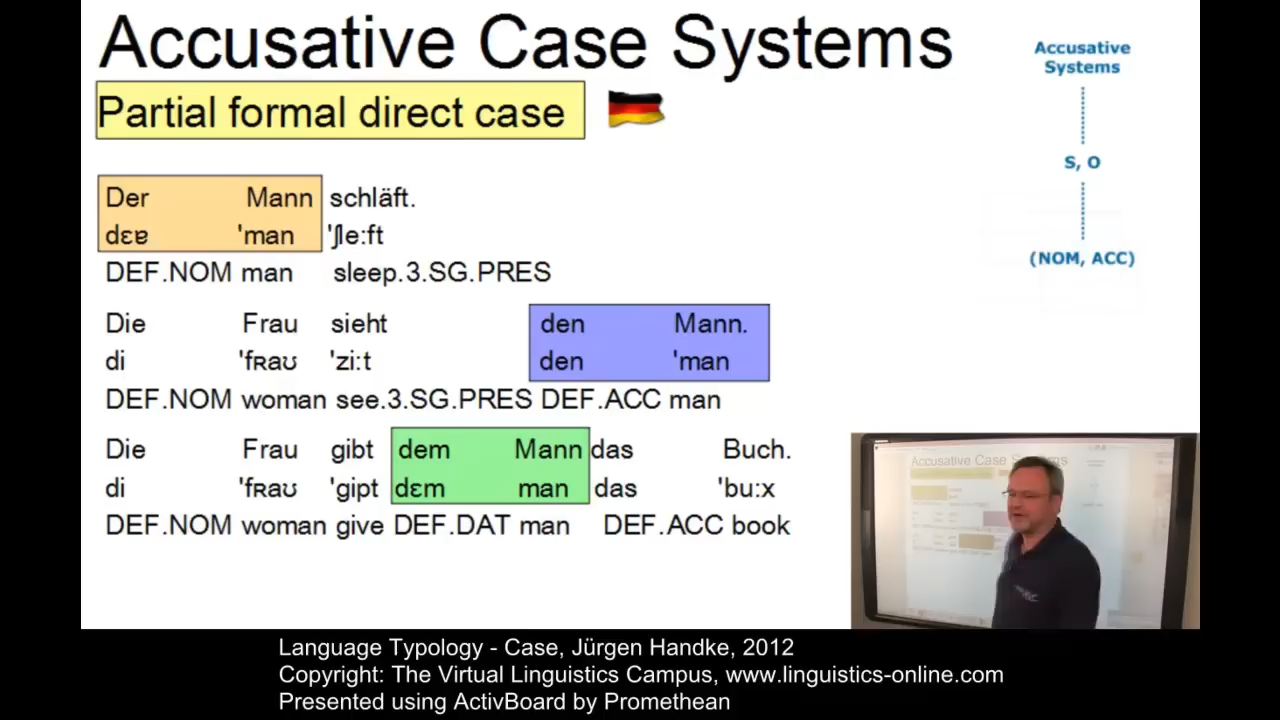 Accusative Case Systems
Partial formal direct case
Accusative
Systems
S, O
(NOM, ACC)
Der Mann schläft.
dɛɐ 'man 'ʃle:ft
DEF.NOM man sleep.3.SG.PRES
Die Frau sieht den Mann.
di 'fʀaʊ 'zi:t den 'man
DEF.NOM woman see.3.SG.PRES DEF.ACC man
Die Frau gibt dem Mann das Buch.
di 'fʀaʊ 'gipt dɛm man das 'bu:x
DEF.NOM woman give DEF.DAT man DEF.ACC book
Accusative Case Systems
Language Typology - Case, Jürgen Handke, 2012
Copyright: The Virtual Linguistics Campus, www.linguistics-online.com
Presented using ActivBoard by Promethean